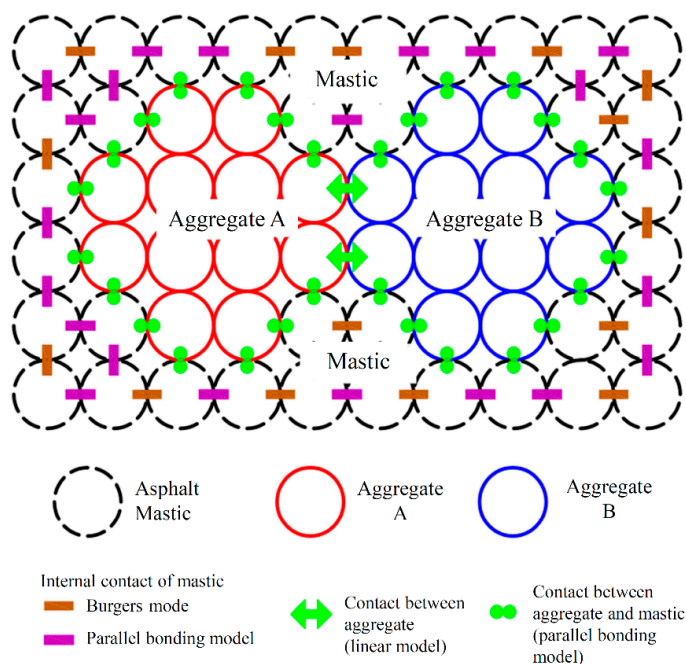 Mastic
Aggregate A
Aggregate B
Mastic
Asphalt
Mastic
Aggregate
A
Aggregate
B
Internal contact of mastic
Burgers mode
Parallel bonding model
Contact between
aggregate
(linear model)
Contact between
aggregate and mastic
(parallel bonding
model)